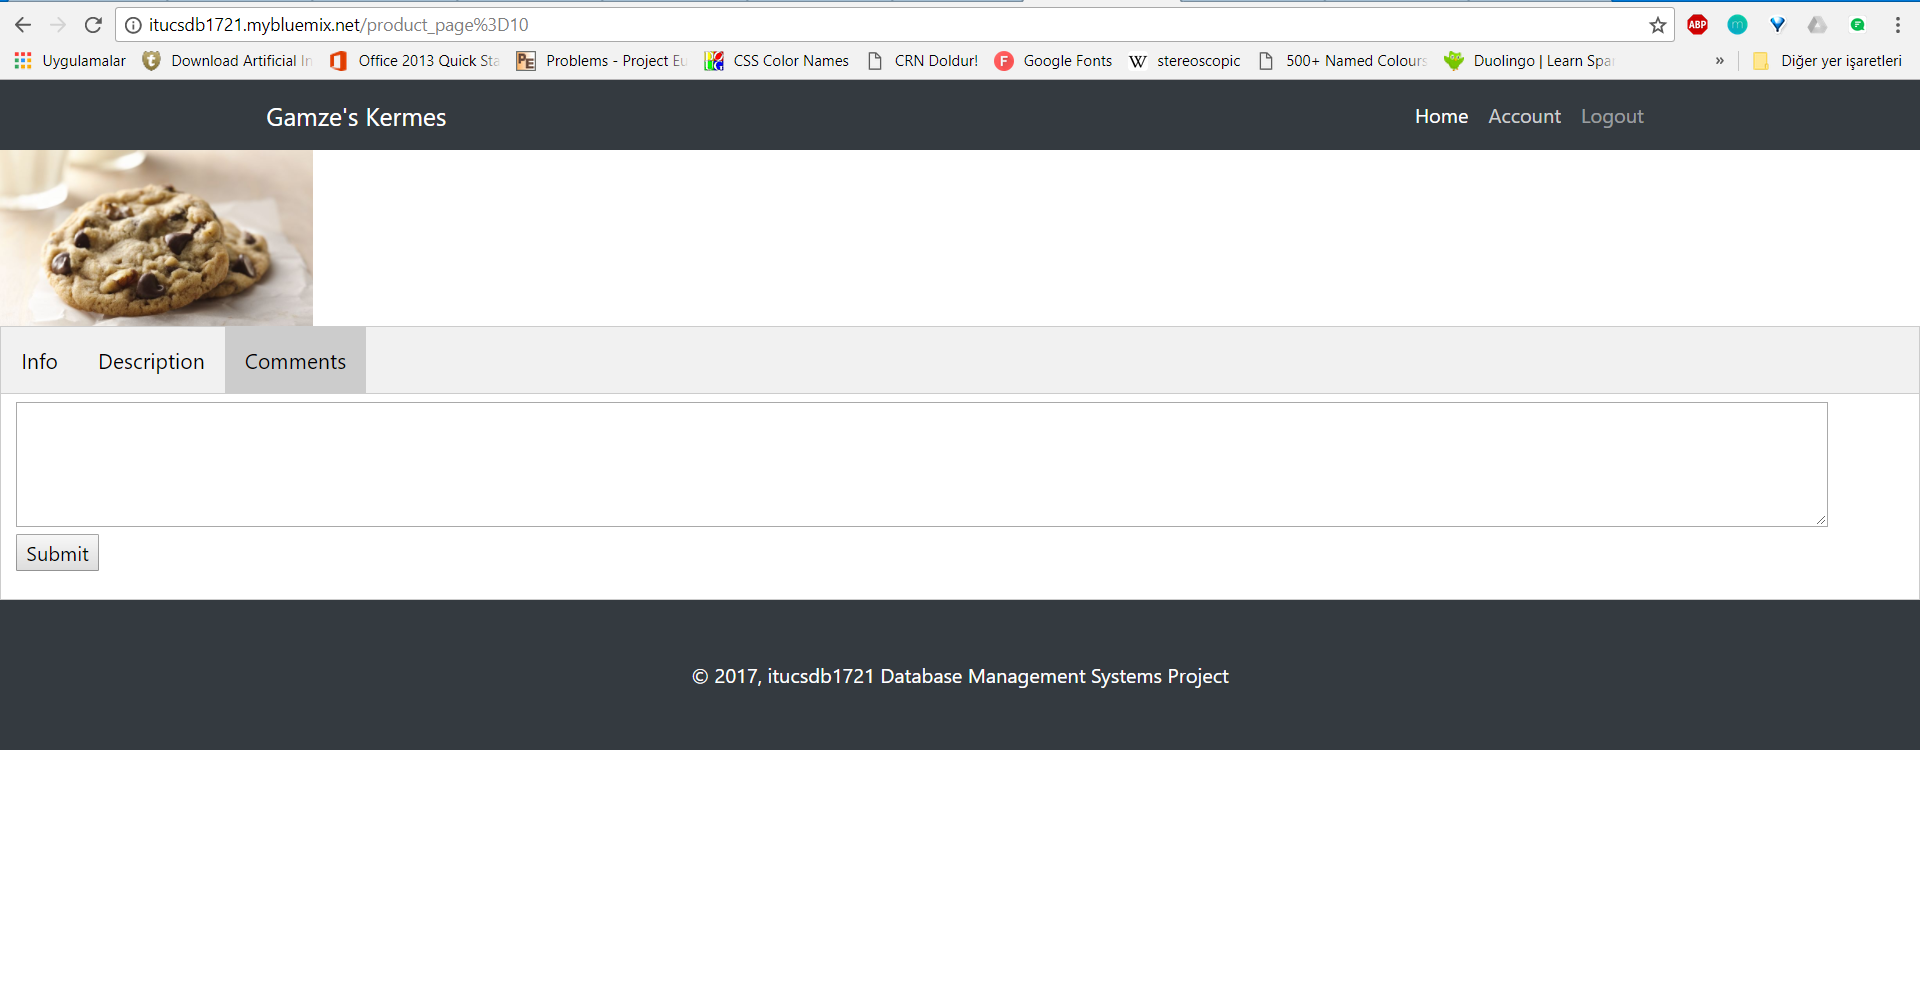 itucsdb1721.mybluemix.net/product_page%3D10
ABP
m
Uygulamalar Download Artificial In Office 2013 Quick Sta PE Problems - Project Eu CSS Color Names CRN Doldur! F Google Fonts W stereoscopic 500+ Named Colours Duolingo | Learn Spa » Diğer yer işaretleri
Gamze's Kermes Home Account Logout
Info Description Comments
Submit
© 2017, itucsdb1721 Database Management Systems Project